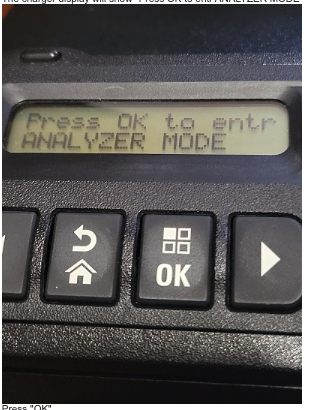 The charger display will show "Press OK to entr ANALYZER MODE"
Press OK to entr
ANALYZER MODE
OK
Press "OK"